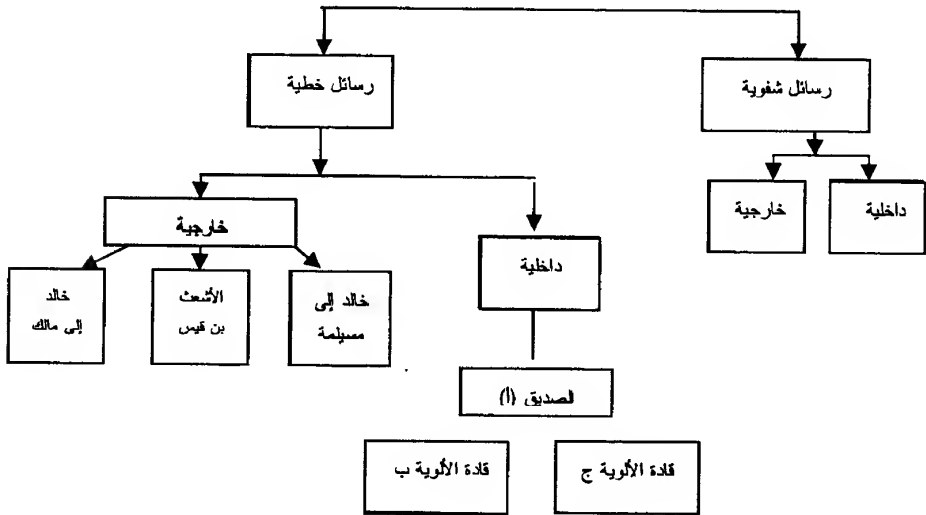 رسائل شفوية
رسائل خطية
داخلية
خارجية
داخلية
خارجية
خالد إلى
مسيلمة
الأشعث
بن قيس
خالد
إلى مالك
الصديق (أ)
قادة الألوية ج
قادة الألوية ب